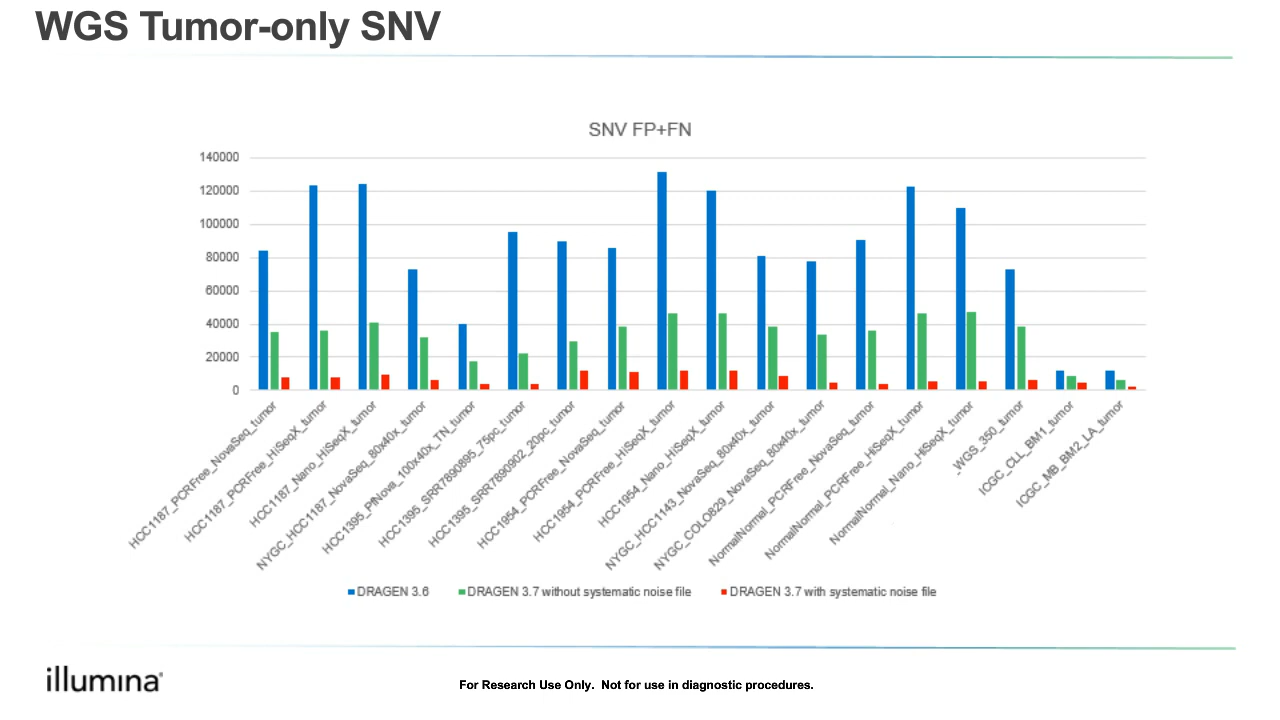 WGS Tumor-only SNV
SNV FP+FN
140000
120000
100000
80000
60000
40000
20000
0
HCC1187_PCRFree_NovaSeq_tumor
HCC1187_PCRFree_HiSeqX_tumor
HCC1187_Nano_HiSeqX_tumor
NYGC_HCC1187_NovaSeq_80x40x_tumor
HCC1395_PfNova_100x40x_TN_tumor
HCC1395_SRR7890895_75pc_tumor
HCC1395_SRR7890902_20pc_tumor
HCC1954_PCRFree_NovaSeq_tumor
HCC1954_PCRFree_HiSeqX_tumor
HCC1954_Nano_HiSeqX_tumor
NYGC_HCC1143_NovaSeq_80x40x_tumor
NYGC_COLO829_NovaSeq_80x40x_tumor
NormalNormal_PCRFree_NovaSeq_tumor
NormalNormal_PCRFree_HiSeqX_tumor
NormalNormal_Nano_HiSeqX_tumor
_WGS_350_tumor
ICGC_CLL_BM1_tumor
ICGC_MB_BM2_LA_tumor
DRAGEN 3.6 DRAGEN 3.7 without systematic noise file DRAGEN 3.7 with systematic noise file
illumina®
For Research Use Only. Not for use in diagnostic procedures.